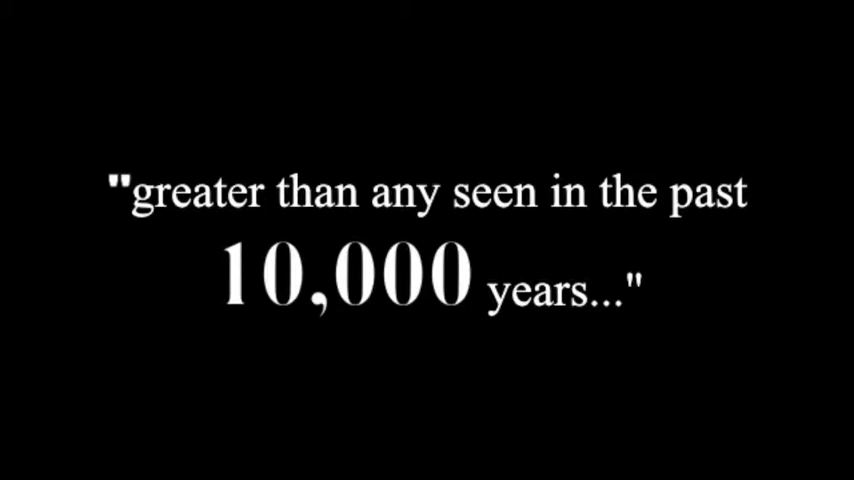 "greater than any seen in the past
10,000 years..."